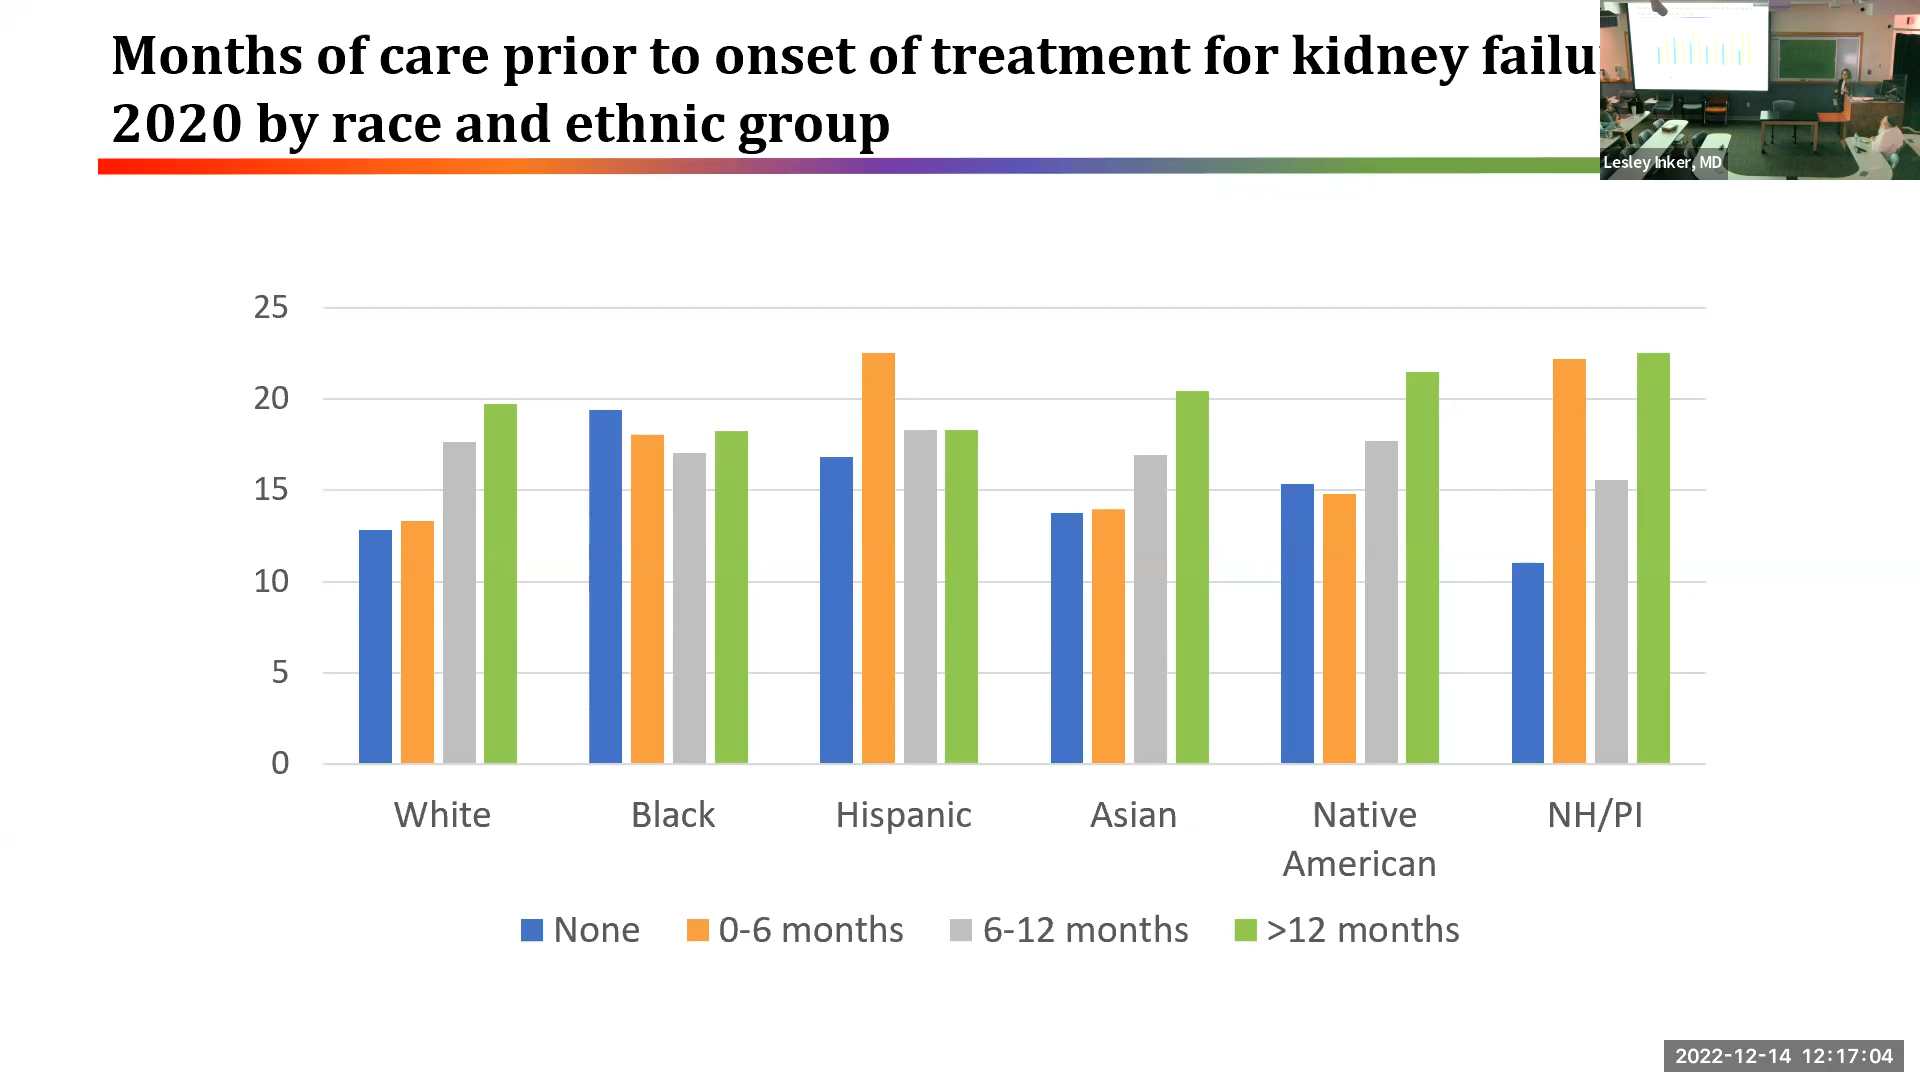 Months of care prior to onset of treatment for kidney failu
2020 by race and ethnic group
Lesley Inker, MD
25
20
15
10
5
0
White Black Hispanic Asian Native American NH/PI
None 0-6 months 6-12 months >12 months
2022-12-14 12:17:04